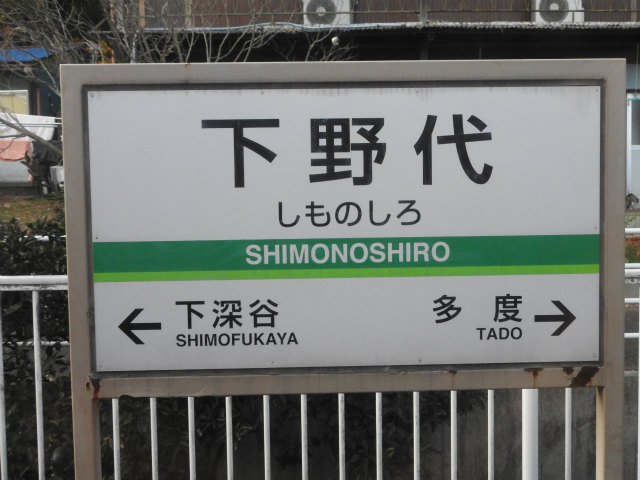 下野代
しものしろ
SHIMONOSHIRO
← 下深谷 多度 →
SHIMOFUKAYA TADO